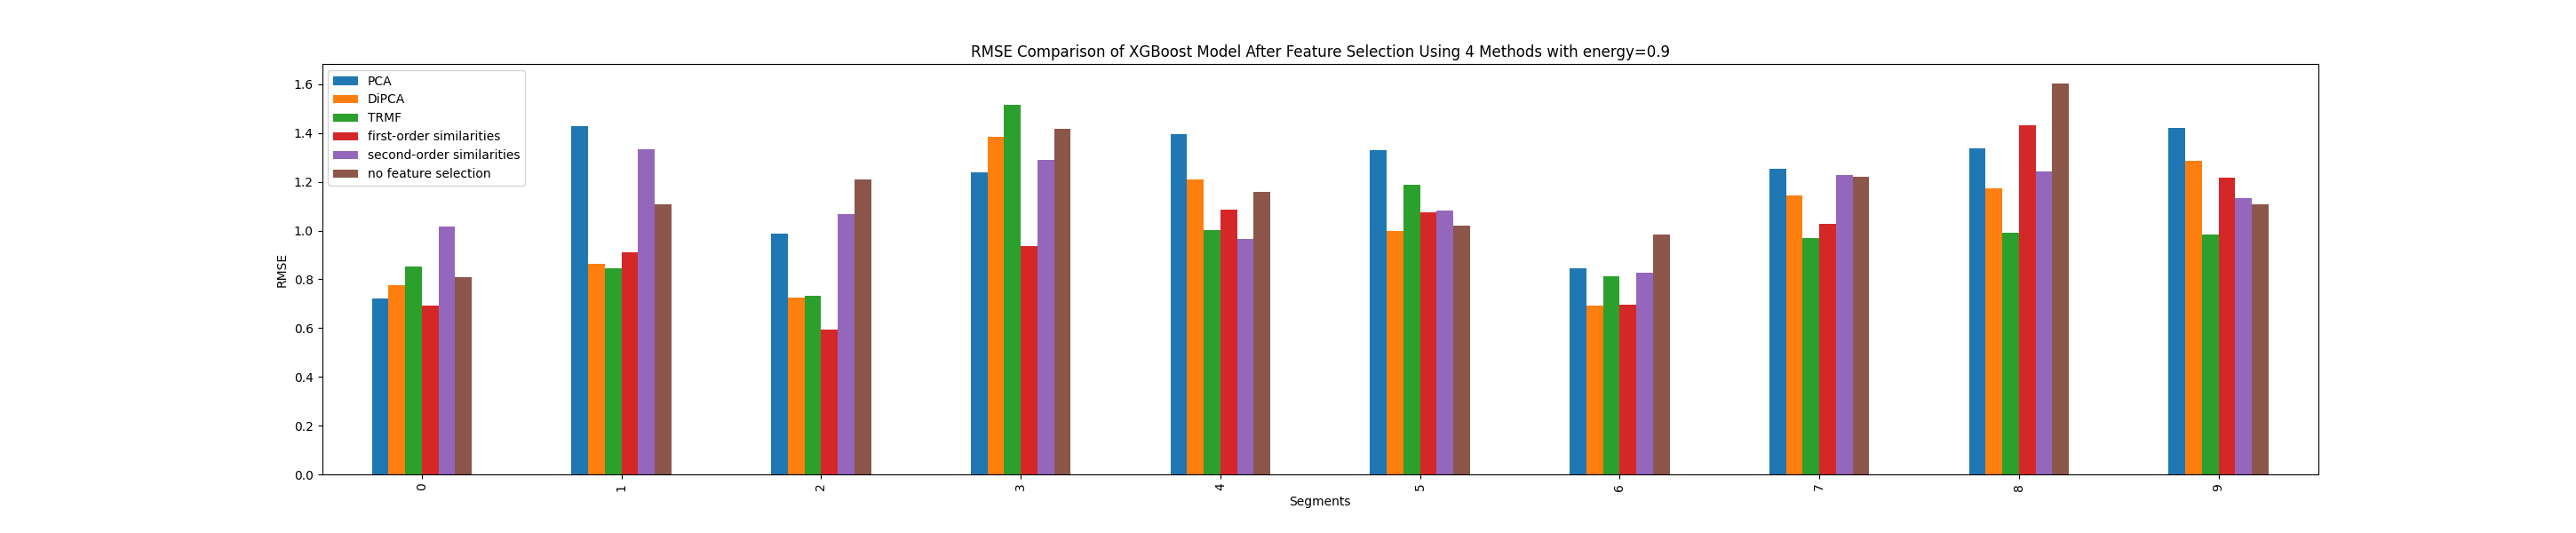 RMSE Comparison of XGBoost Model After Feature Selection Using 4 Methods with energy=0.9
PCA
DiPCA
TRMF
first-order similarities
second-order similarities
no feature selection
RMSE
1.6
1.4
1.2
1.0
0.8
0.6
0.4
0.2
0.0
0 1 2 3 4 5 6 7 8 9
Segments